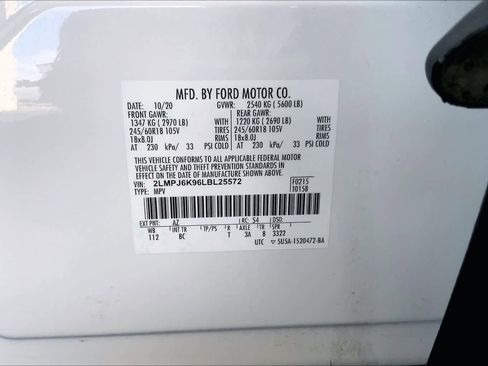 MFD. BY FORD MOTOR CO.
DATE: 10/20 GVWR: 2540 KG ( 5600 LB)
FRONT GAWR: REAR GAWR:
1347 KG ( 2970 LB) WITH 1220 KG ( 2690 LB) WITH
245/60R18 105V TIRES 245/60R18 105V TIRES
18x8.0J RIMS 18x8.0J RIMS
AT 230 kPa/ 33 PSI COLD AT 230 kPa/ 33 PSI COLD
THIS VEHICLE CONFORMS TO ALL APPLICABLE FEDERAL MOTOR
VEHICLE SAFETY AND THEFT PREVENTION STANDARDS IN EFFECT
ON THE DATE OF MANUFACTURE SHOWN ABOVE.
VIN: 2LMPJ6K96LBL25572 F0215
TYPE: MPV T0158
EXT PNT: AZ RC: 54 DSO:
WB INT TR TP/PS R AXLE TR SPR
112 BC T 3A 8 3322
UTC ▽ 5U5A-1520472-BA